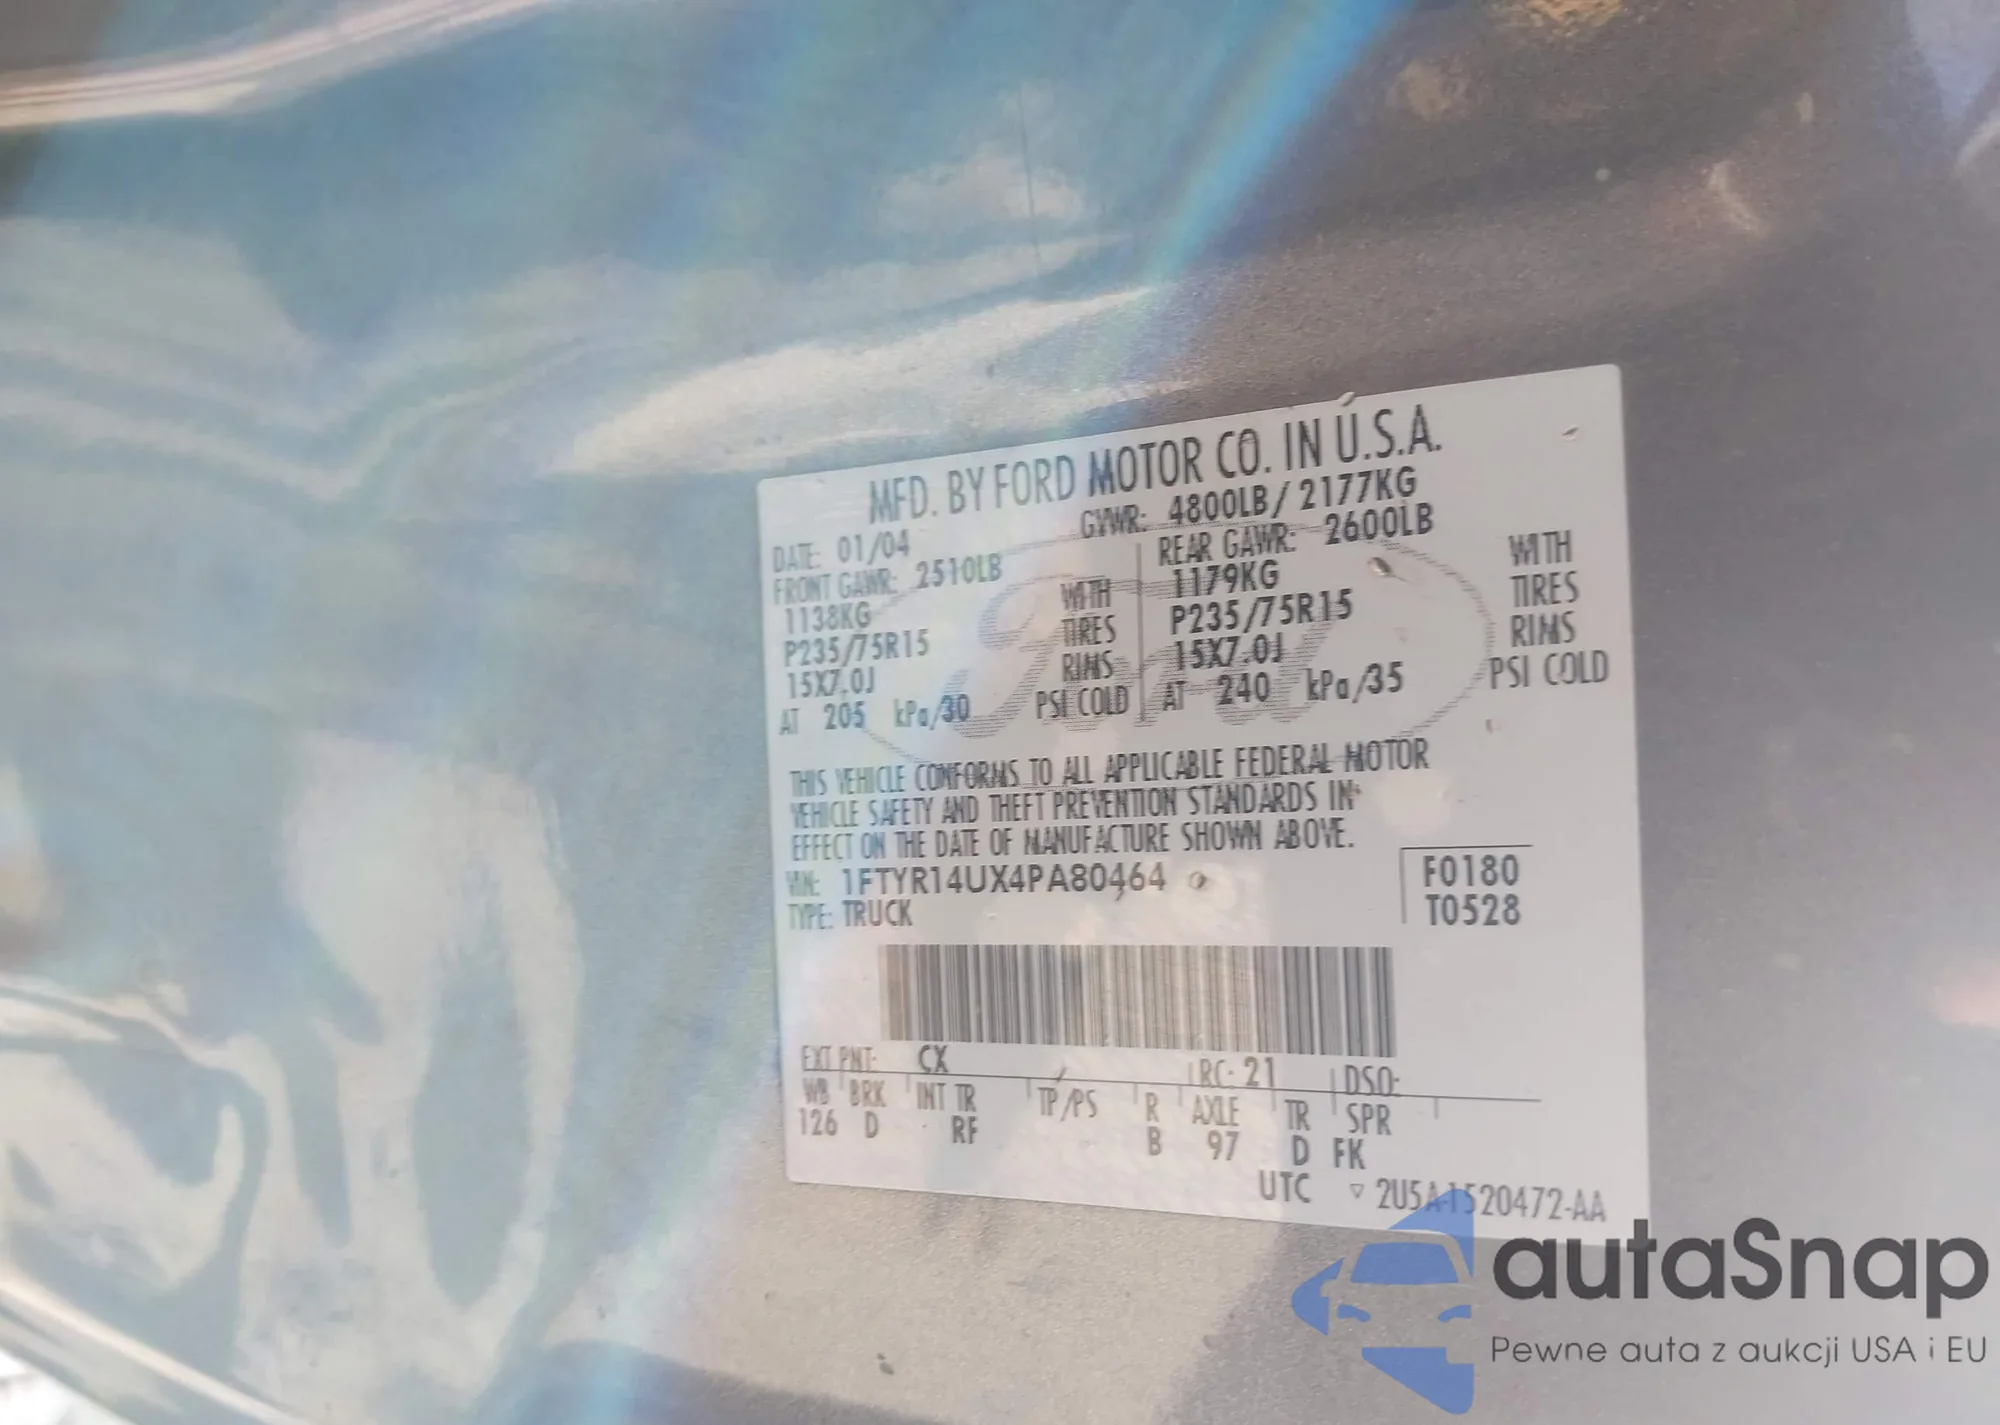 MFD. BY FORD MOTOR CO. IN U.S.A.
DATE: 01/04 GVWR: 4800LB/ 2177KG
FRONT GAWR: 2510LB REAR GAWR: 2600LB
1138KG WITH 1179KG WITH
P235/75R15 TIRES P235/75R15 TIRES
15X7.0J RIMS 15X7.0J RIMS
AT 205 kPa/30 PSI COLD AT 240 kPa/35 PSI COLD
THIS VEHICLE CONFORMS TO ALL APPLICABLE FEDERAL MOTOR
VEHICLE SAFETY AND THEFT PREVENTION STANDARDS IN
EFFECT ON THE DATE OF MANUFACTURE SHOWN ABOVE.
VIN: 1FTYR14UX4PA80464 F0180
TYPE: TRUCK T0528
EXT PNT: CX RC: 21 DSO:
WB BRK INT TR TP/PS R AXLE TR SPR
126 D RF B 97 D FK
UTC ▽ 2U5A-1520472-AA
autaSnap
Pewne auta z aukcji USA i EU